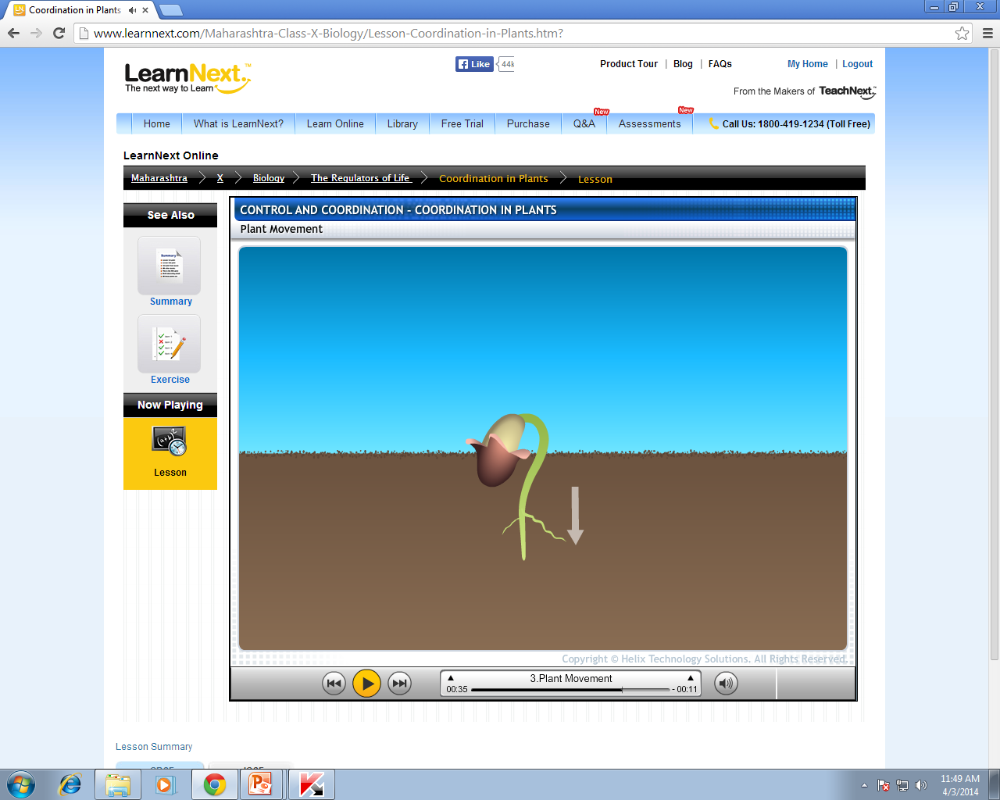 Coordination in Plants
www.learnnext.com/Maharashtra-Class-X-Biology/Lesson-Coordination-in-Plants.htm?
LearnNext.
The next way to Learn
Like 44k
Product Tour | Blog | FAQs
My Home | Logout
From the Makers of TeachNext.
Home What is LearnNext? Learn Online Library Free Trial Purchase Q&A New Assessments New Call Us: 1800-419-1234 (Toll Free)
LearnNext Online
Maharashtra X Biology The Regulators of Life Coordination in Plants Lesson
See Also
Summary
Summary
Exercise
Now Playing
Lesson
CONTROL AND COORDINATION - COORDINATION IN PLANTS
Plant Movement
Copyright © Helix Technology Solutions. All Rights Reserved.
3.Plant Movement
00:35 - 00:11
Lesson Summary
11:49 AM
4/3/2014